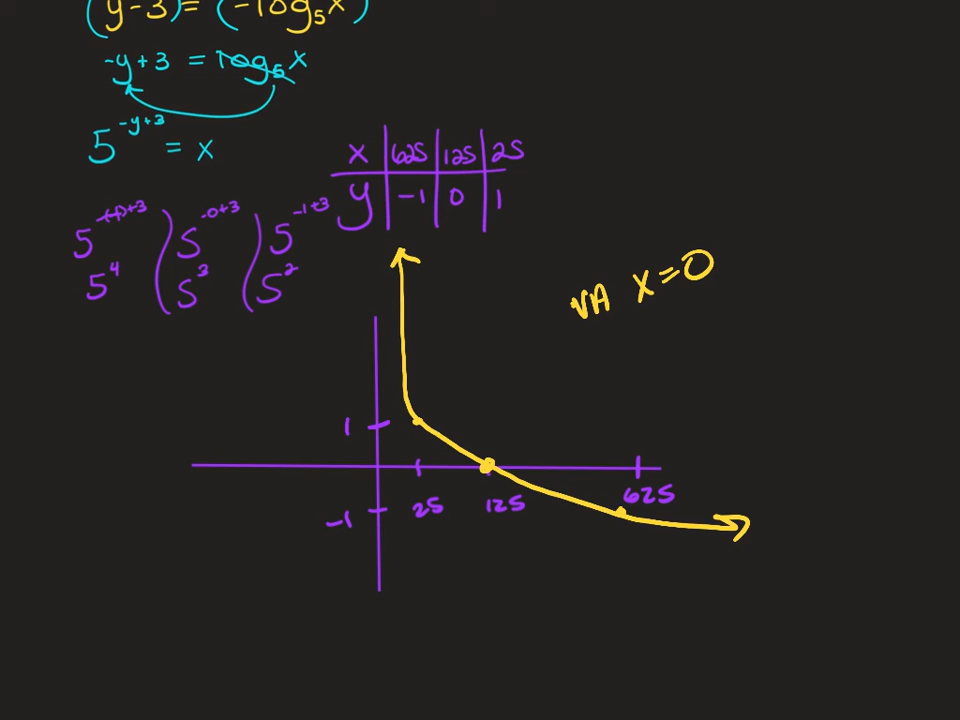 (y-3) = (-log₅x)
-y+3 = log₅x
5^(-y+3) = x
x | 625 | 125 | 25
y | -1 | 0 | 1
5^(-(-1)+3) ( 5^(-0+3) ( 5^(-1+3)
5^4 ( 5^3 ( 5^2
VA x=0
1
25 125 625
-1